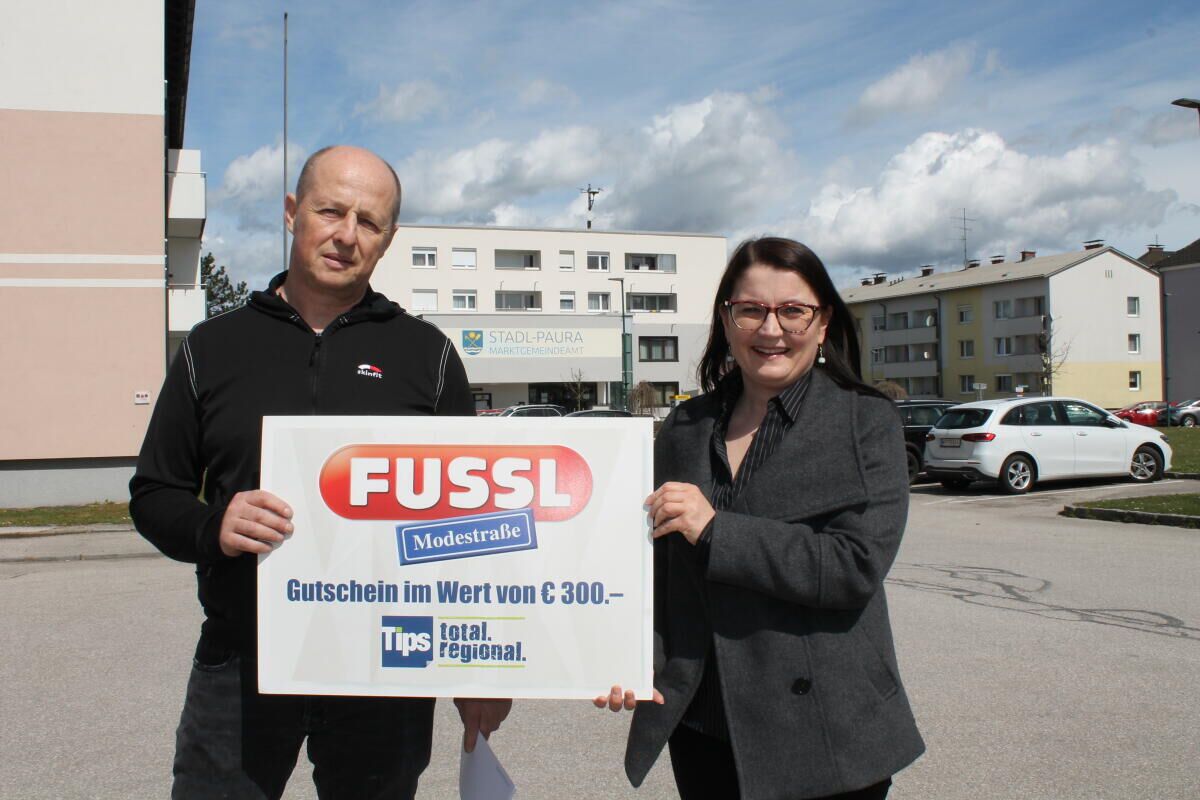 STADL-PAURA
MARKTGEMEINDEAMT
skinfit
FUSSL
Modestraße
Gutschein im Wert von € 300.–
Tips
total.
regional.